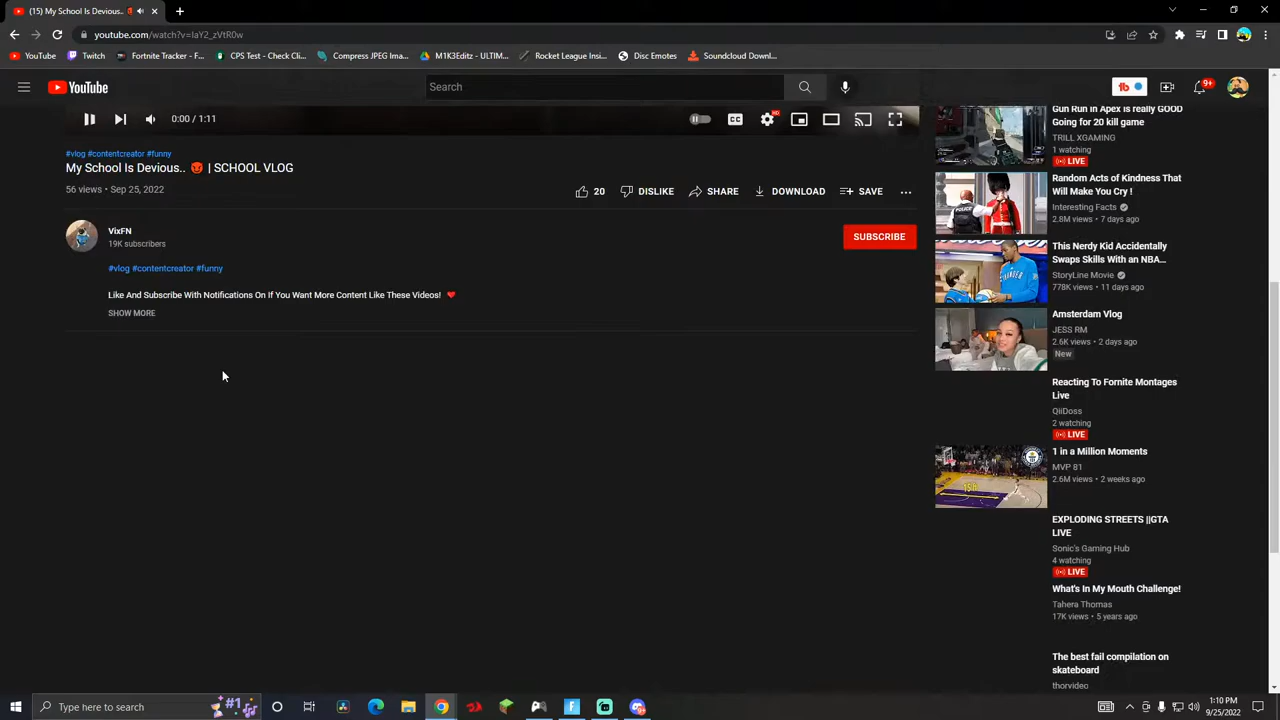 (15) My School Is Devious..
youtube.com/watch?v=IaY2_zVtR0w
YouTube
Twitch
Fortnite Tracker - F...
CPS Test - Check Cl...
Compress JPEG Ima...
M1K3EditZ - ULTIM...
Rocket League Insi...
Disc Emotes
Soundcloud Down...
YouTube
Search
9+
0:00 / 1:11
CC
HD
#vlog #contentcreator #funny
My School Is Devious.. 👹 | SCHOOL VLOG
56 views • Sep 25, 2022
20
DISLIKE
SHARE
DOWNLOAD
SAVE
VixFN
19K subscribers
SUBSCRIBE
#vlog #contentcreator #funny
Like And Subscribe With Notifications On If You Want More Content Like These Videos! ❤️
SHOW MORE
Gun Run in Apex is really GOOD
Going for 20 kill game
TRILL XGAMING
1 watching
LIVE
POLICE
Random Acts of Kindness That
Will Make You Cry !
Interesting Facts
2.8M views • 7 days ago
This Nerdy Kid Accidentally
Swaps Skills With an NBA...
StoryLine Movie
778K views • 11 days ago
Amsterdam Vlog
JESS RM
2.6K views • 2 days ago
New
Reacting To Fornite Montages
Live
QiiDoss
2 watching
LIVE
1 in a Million Moments
MVP 81
2.6M views • 2 weeks ago
EXPLODING STREETS ||GTA
LIVE
Sonic's Gaming Hub
4 watching
LIVE
What's In My Mouth Challenge!
Tahera Thomas
17K views • 5 years ago
The best fail compilation on
skateboard
thorvideo
Type here to search
#1
1:10 PM
9/25/2022